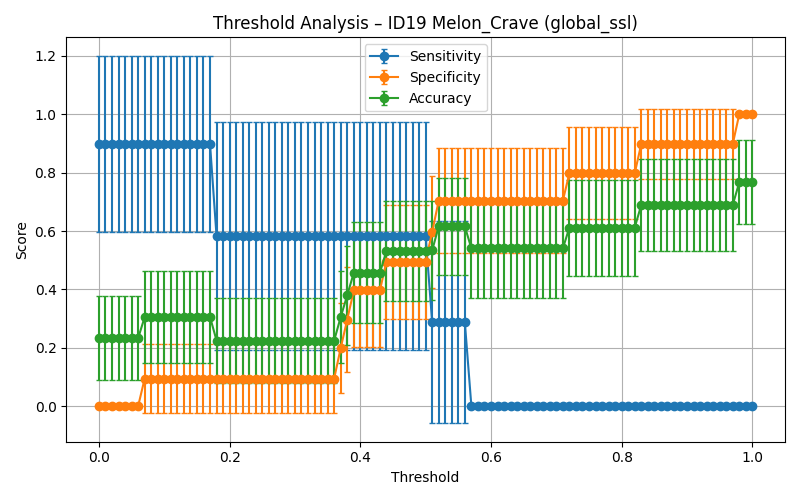 Threshold Analysis – ID19 Melon_Crave (global_ssl)
Sensitivity
Specificity
Accuracy
Score
1.2
1.0
0.8
0.6
0.4
0.2
0.0
0.0 0.2 0.4 0.6 0.8 1.0
Threshold